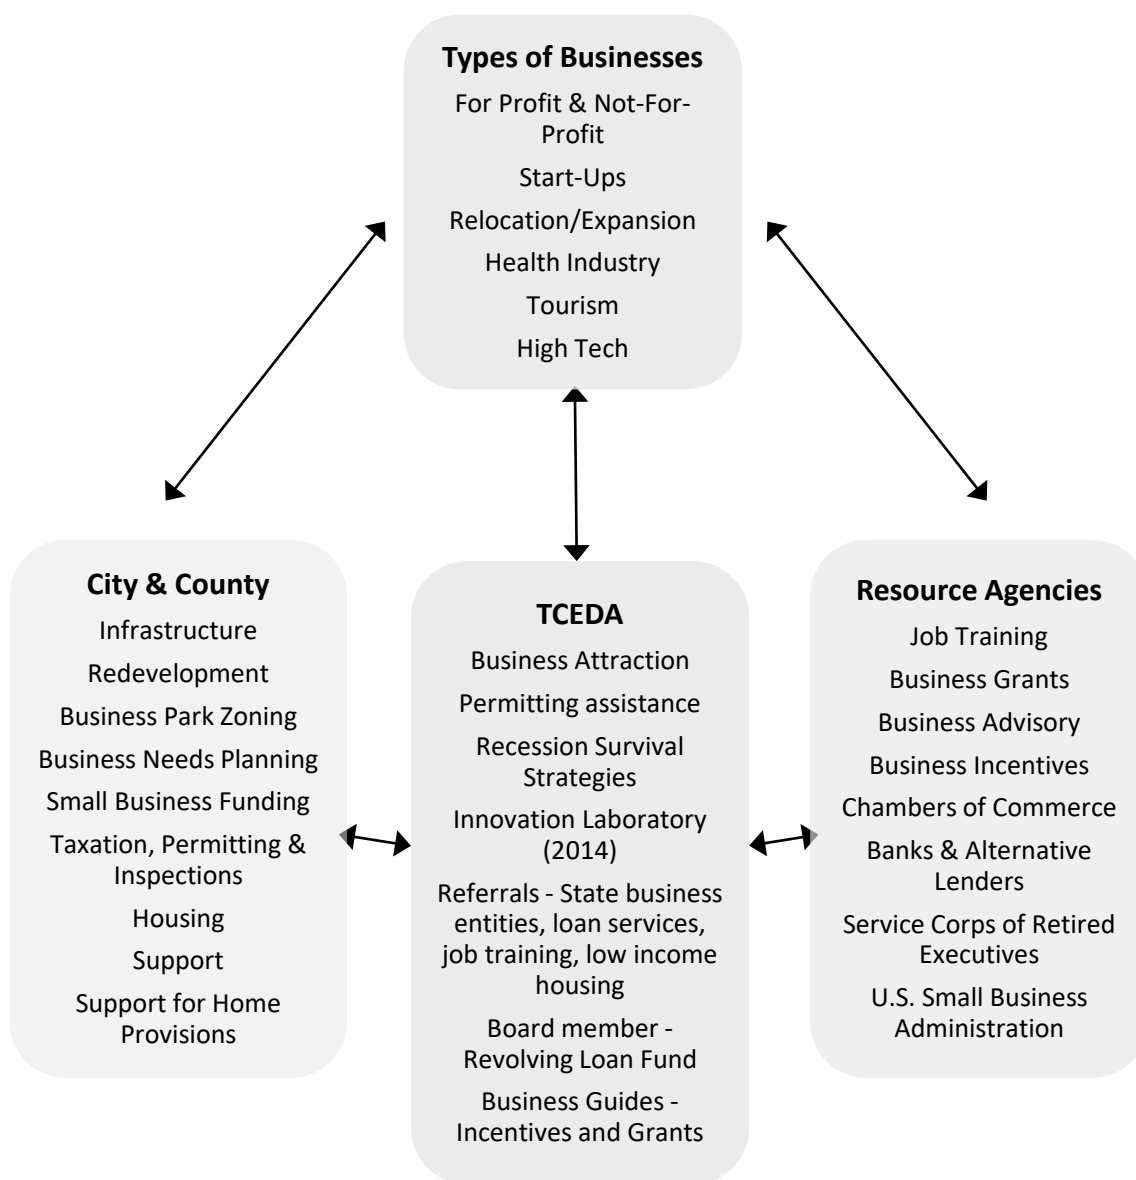 Types of Businesses
For Profit & Not-For-
Profit
Start-Ups
Relocation/Expansion
Health Industry
Tourism
High Tech
City & County
Infrastructure
Redevelopment
Business Park Zoning
Business Needs Planning
Small Business Funding
Taxation, Permitting &
Inspections
Housing
Support
Support for Home
Provisions
TCEDA
Business Attraction
Permitting assistance
Recession Survival
Strategies
Innovation Laboratory
(2014)
Referrals - State business
entities, loan services,
job training, low income
housing
Board member -
Revolving Loan Fund
Business Guides -
Incentives and Grants
Resource Agencies
Job Training
Business Grants
Business Advisory
Business Incentives
Chambers of Commerce
Banks & Alternative
Lenders
Service Corps of Retired
Executives
U.S. Small Business
Administration